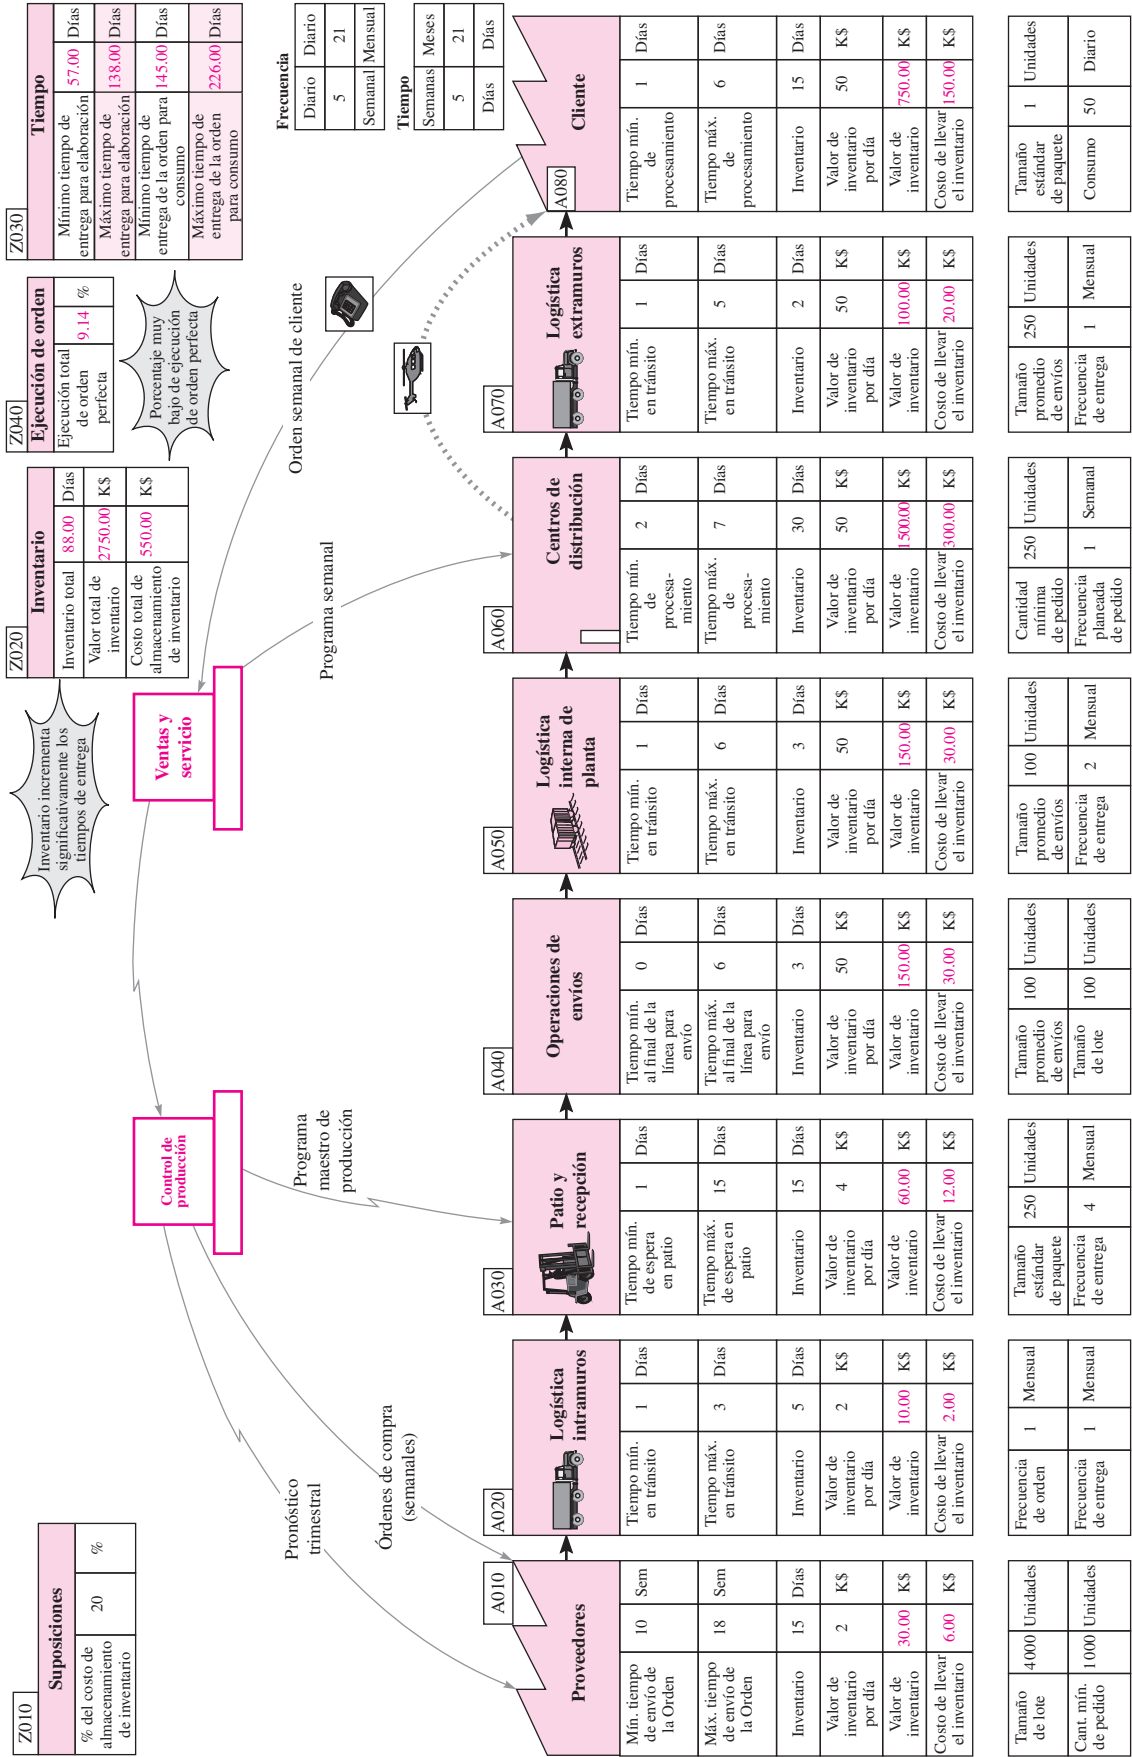 Z010
Suposiciones
% del costo de
almacenamiento
de inventario
20
%
Inventario incrementa
significativamente los
tiempos de entrega
Z020
Inventario
Inventario total
88.00
Días
Valor total de
inventario
2750.00
K$
Costo total de
almacenamiento
de inventario
550.00
K$
Z040
Ejecución de orden
Ejecución total
de orden
perfecta
9.14
%
Porcentaje muy
bajo de ejecución
de orden perfecta
Z030
Tiempo
Mínimo tiempo de
entrega para elaboración
57.00
Días
Máximo tiempo de
entrega para elaboración
138.00
Días
Mínimo tiempo de
entrega de la orden para
consumo
145.00
Días
Máximo tiempo de
entrega de la orden
para consumo
226.00
Días
Frecuencia
Diario
Diario
5
21
Semanal
Mensual
Tiempo
Semanas
Meses
5
21
Días
Días
Control de
producción
Ventas y
servicio
Pronóstico
trimestral
Órdenes de compra
(semanales)
Programa
maestro de
producción
Programa semanal
Orden semanal de cliente
A010
Proveedores
Mín. tiempo
de envío de
la Orden
10
Sem
Máx. tiempo
de envío de
la Orden
18
Sem
Inventario
15
Días
Valor de
inventario
por día
2
K$
Valor de
inventario
30.00
K$
Costo de llevar
el inventario
6.00
K$
Tamaño
de lote
4000
Unidades
Cant. mín.
de pedido
1000
Unidades
A020
Logística
intramuros
Tiempo mín.
en tránsito
1
Días
Tiempo máx.
en tránsito
3
Días
Inventario
5
Días
Valor de
inventario
por día
2
K$
Valor de
inventario
10.00
K$
Costo de llevar
el inventario
2.00
K$
Frecuencia
de orden
1
Mensual
Frecuencia
de entrega
1
Mensual
A030
Patio y
recepción
Tiempo mín.
de espera
en patio
1
Días
Tiempo máx.
de espera en
patio
15
Días
Inventario
15
Días
Valor de
inventario
por día
4
K$
Valor de
inventario
60.00
K$
Costo de llevar
el inventario
12.00
K$
Tamaño
estándar
de paquete
250
Unidades
Frecuencia
de entrega
4
Mensual
A040
Operaciones de
envíos
Tiempo mín.
al final de la
línea para
envío
0
Días
Tiempo máx.
al final de la
línea para
envío
6
Días
Inventario
3
Días
Valor de
inventario
por día
50
K$
Valor de
inventario
150.00
K$
Costo de llevar
el inventario
30.00
K$
Tamaño
promedio
de envíos
100
Unidades
Tamaño
de lote
100
Unidades
A050
Logística
interna de
planta
Tiempo mín.
en tránsito
1
Días
Tiempo máx.
en tránsito
6
Días
Inventario
3
Días
Valor de
inventario
por día
50
K$
Valor de
inventario
150.00
K$
Costo de llevar
el inventario
30.00
K$
Tamaño
promedio
de envíos
100
Unidades
Frecuencia
de entrega
2
Mensual
A060
Centros de
distribución
Tiempo mín.
de
procesa-
miento
2
Días
Tiempo máx.
de
procesa-
miento
7
Días
Inventario
30
Días
Valor de
inventario
por día
50
K$
Valor de
inventario
1500.00
K$
Costo de llevar
el inventario
300.00
K$
Cantidad
mínima
de pedido
250
Unidades
Frecuencia
planeada
de pedido
1
Semanal
A070
Logística
extramuros
Tiempo mín.
en tránsito
1
Días
Tiempo máx.
en tránsito
5
Días
Inventario
2
Días
Valor de
inventario
por día
50
K$
Valor de
inventario
100.00
K$
Costo de llevar
el inventario
20.00
K$
Tamaño
promedio
de envíos
250
Unidades
Frecuencia
de entrega
1
Mensual
A080
Cliente
Tiempo mín.
de
procesamiento
1
Días
Tiempo máx.
de
procesamiento
6
Días
Inventario
15
Días
Valor de
inventario
por día
50
K$
Valor de
inventario
750.00
K$
Costo de llevar
el inventario
150.00
K$
Tamaño
estándar
de paquete
1
Unidades
Consumo
50
Diario